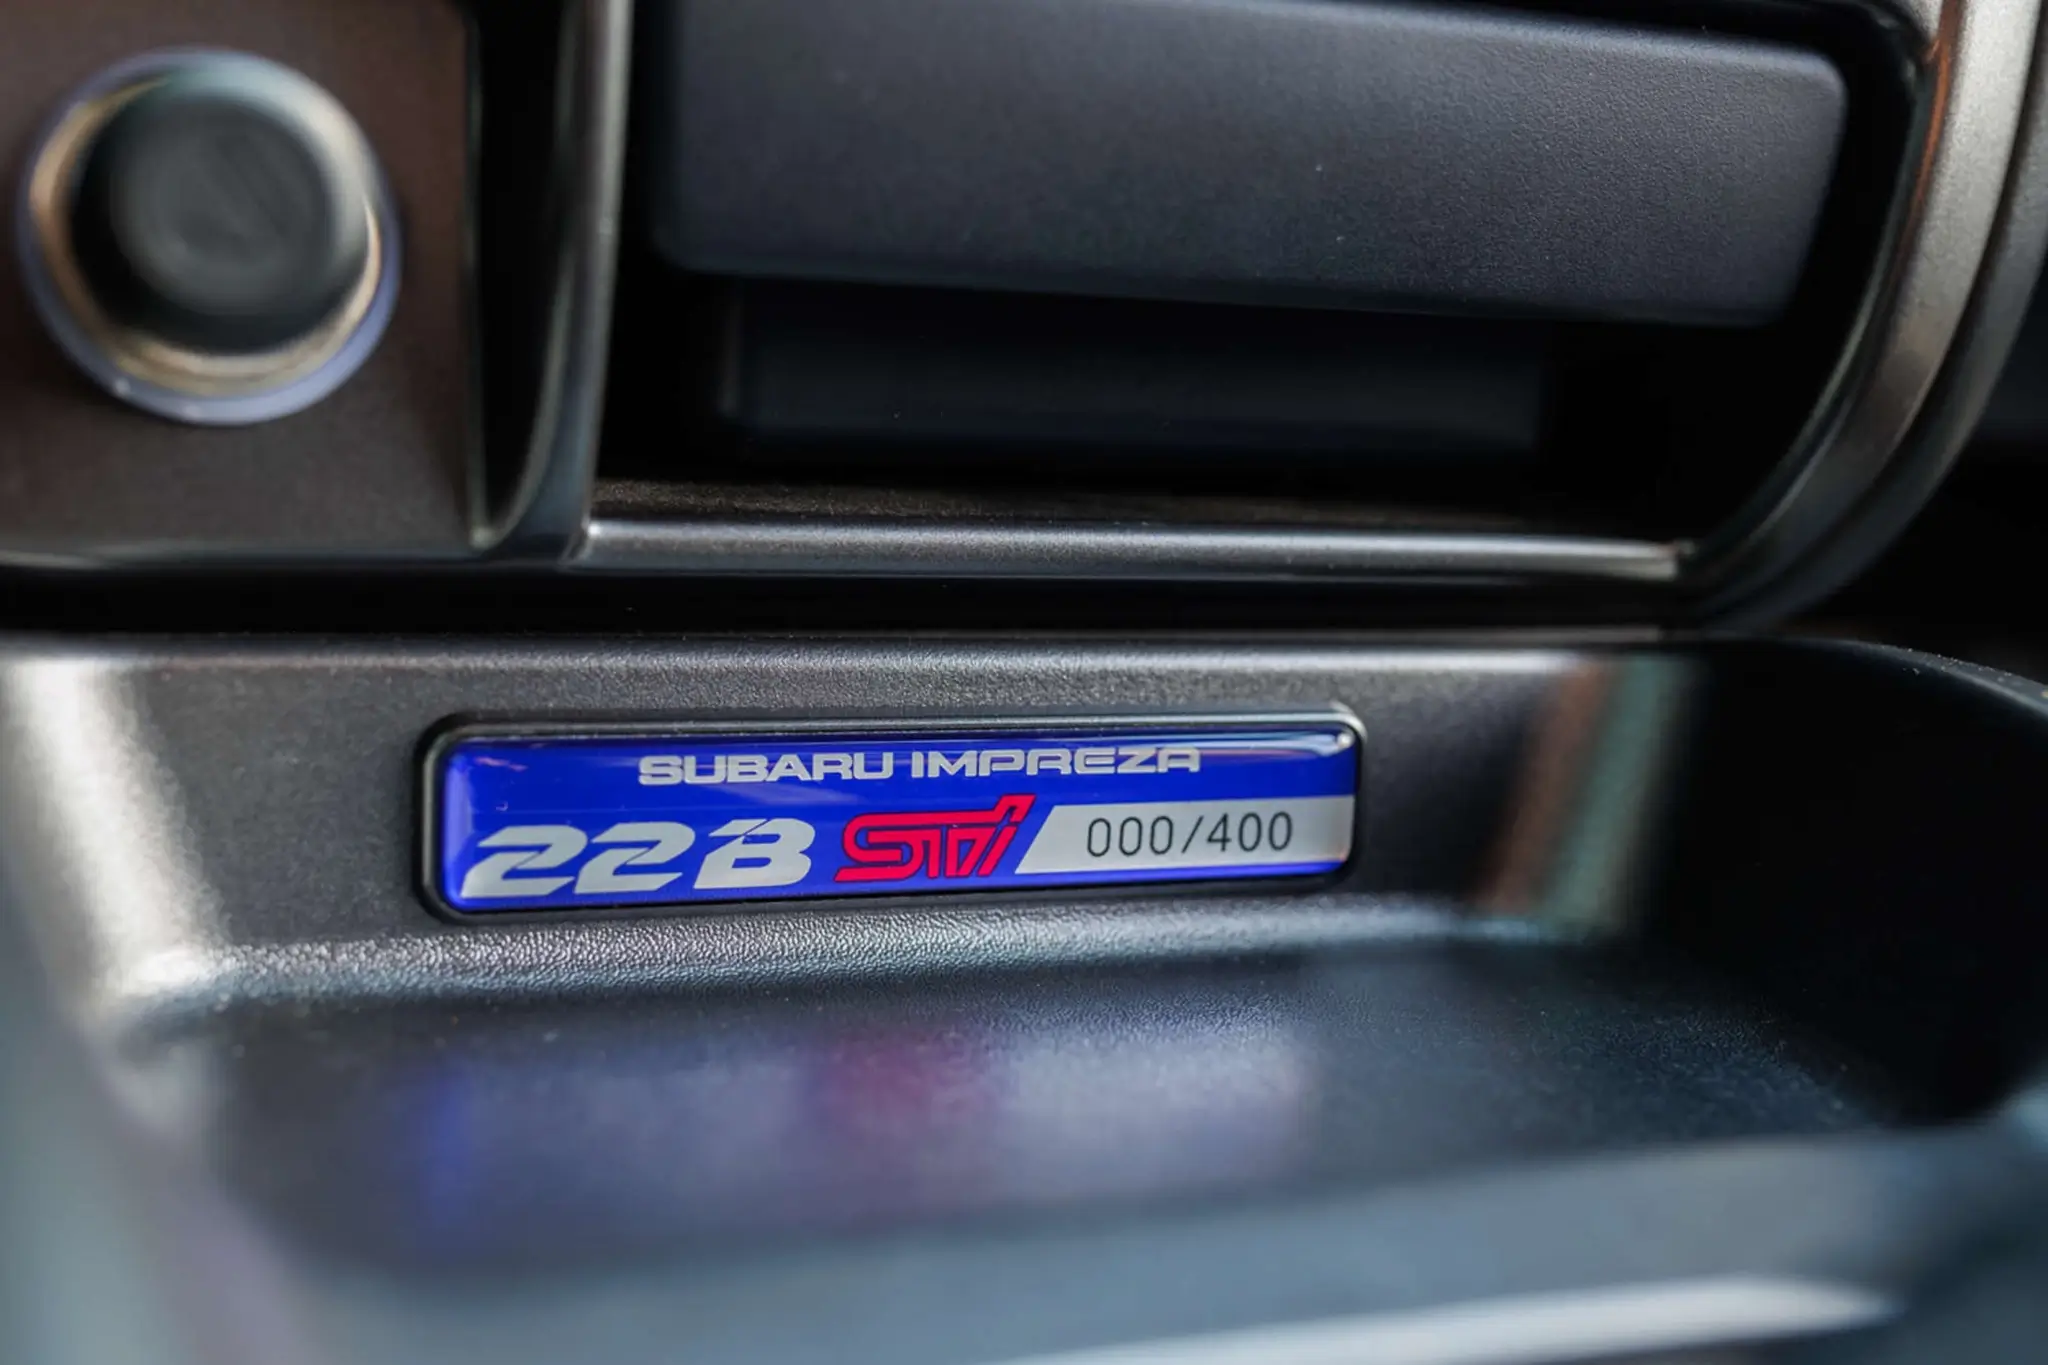 SUBARU IMPREZA
22B STi 000/400